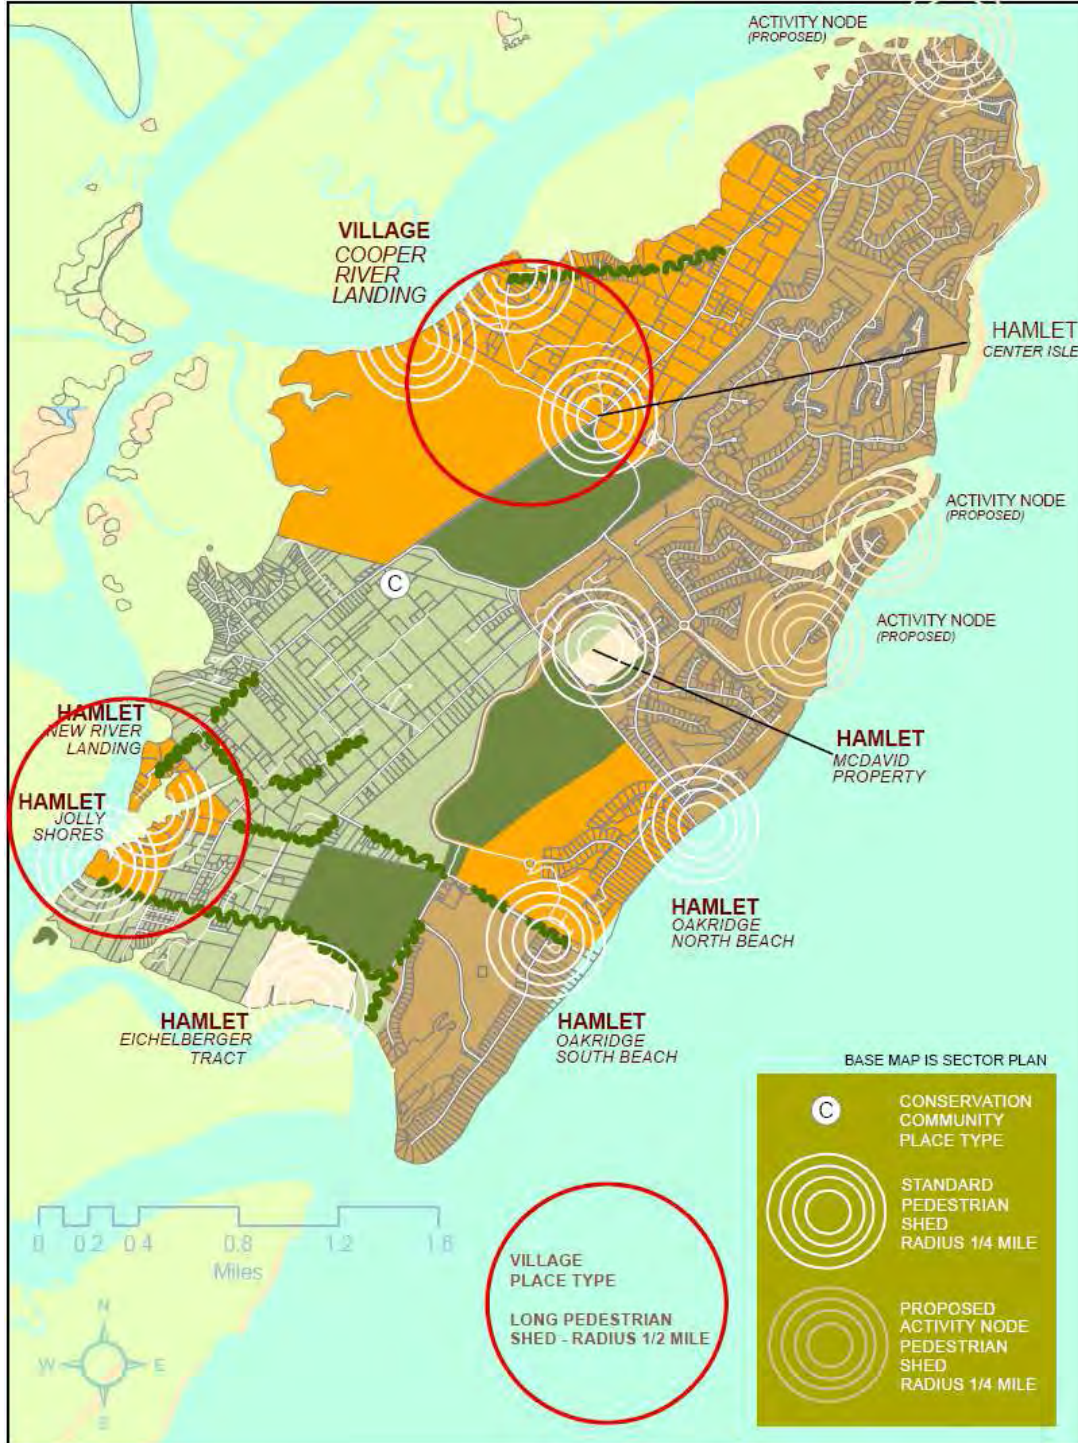 ACTIVITY NODE
(PROPOSED)
VILLAGE
COOPER
RIVER
LANDING
HAMLET
CENTER ISLE
ACTIVITY NODE
(PROPOSED)
C
ACTIVITY NODE
(PROPOSED)
HAMLET
NEW RIVER
LANDING
HAMLET
MCDAVID
PROPERTY
HAMLET
JOLLY
SHORES
HAMLET
OAKRIDGE
NORTH BEACH
HAMLET
EICHELBERGER
TRACT
HAMLET
OAKRIDGE
SOUTH BEACH
BASE MAP IS SECTOR PLAN
C
CONSERVATION
COMMUNITY
PLACE TYPE
STANDARD
PEDESTRIAN
SHED
RADIUS 1/4 MILE
PROPOSED
ACTIVITY NODE
PEDESTRIAN
SHED
RADIUS 1/4 MILE
0 0.2 0.4 0.8 1.2 1.6
Miles
VILLAGE
PLACE TYPE
LONG PEDESTRIAN
SHED - RADIUS 1/2 MILE
N
W E
S